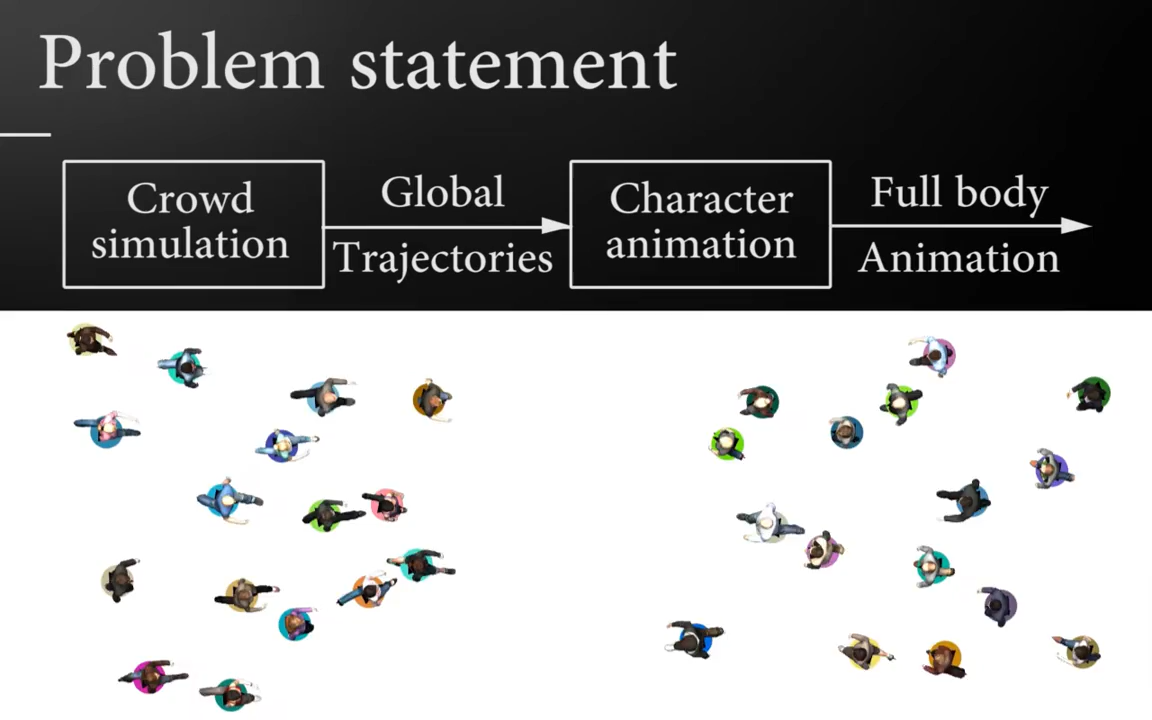 Problem statement
Crowd
simulation
Global
Trajectories
Character
animation
Full body
Animation